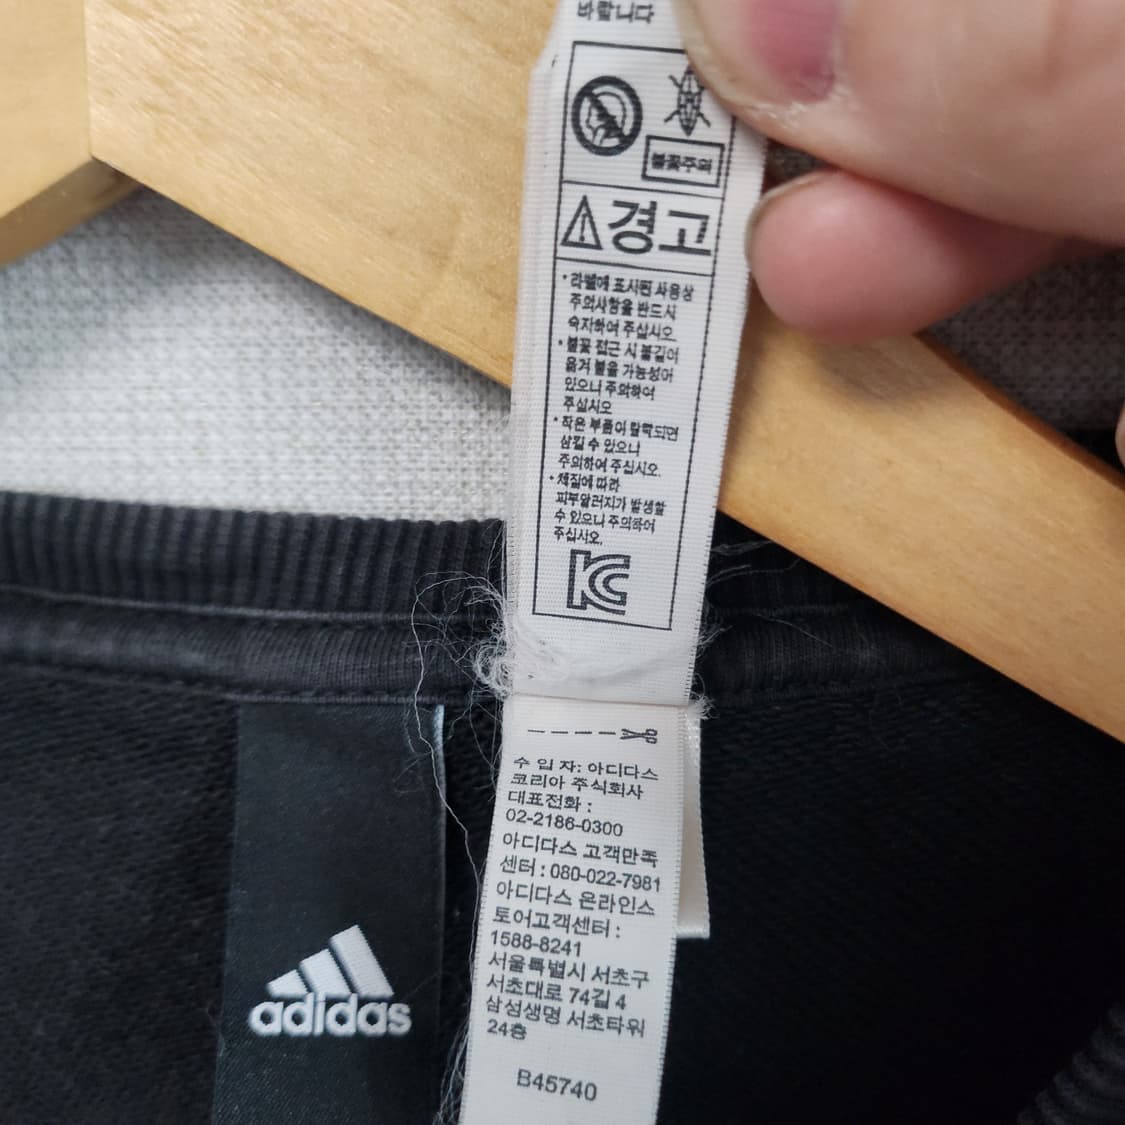 바랍니다
불꽃주의
경고
* 라벨에 표시된 사용상
주의사항을 반드시
숙지하여 주십시오.
* 불꽃 접근 시 불길이
옮겨 붙을 가능성이
있으니 주의하여
주십시오
* 작은 부품이 탈락되면
삼킬 수 있으니
주의하여 주십시오.
* 체질에 따라
피부알러지가 발생할
수 있으니 주의하여
주십시오.
KC
수 입 자: 아디다스
코리아 주식회사
대표전화 :
02-2186-0300
아디다스 고객만족
센터 : 080-022-7981
아디다스 온라인스
토어고객센터 :
1588-8241
서울특별시 서초구
서초대로 74길 4
삼성생명 서초타워
24층
B45740
adidas